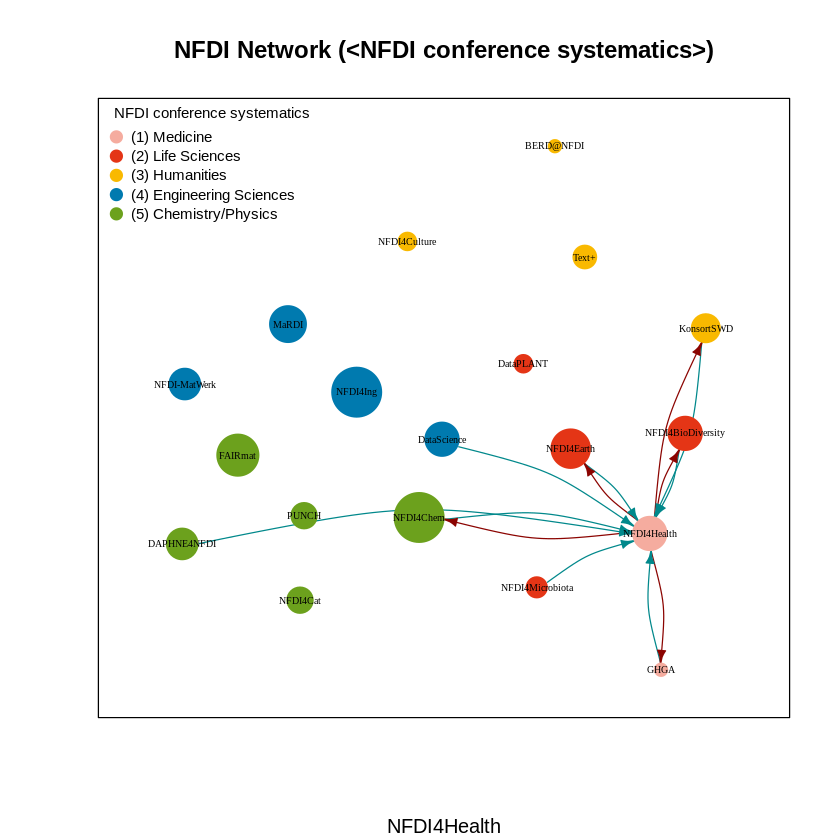 NFDI Network (<NFDI conference systematics>)
NFDI conference systematics
(1) Medicine
(2) Life Sciences
(3) Humanities
(4) Engineering Sciences
(5) Chemistry/Physics
BERD@NFDI
NFDI4Culture
Text+
MaRDI
KonsortSWD
DataPLANT
NFDI-MatWerk
NFDI4Ing
NFDI4BioDiversity
DataScience
NFDI4Earth
FAIRmat
PUNCH
NFDI4Chem
NFDI4Health
DAPHNE4NFDI
NFDI4Microbiota
NFDI4Cat
GHGA
NFDI4Health